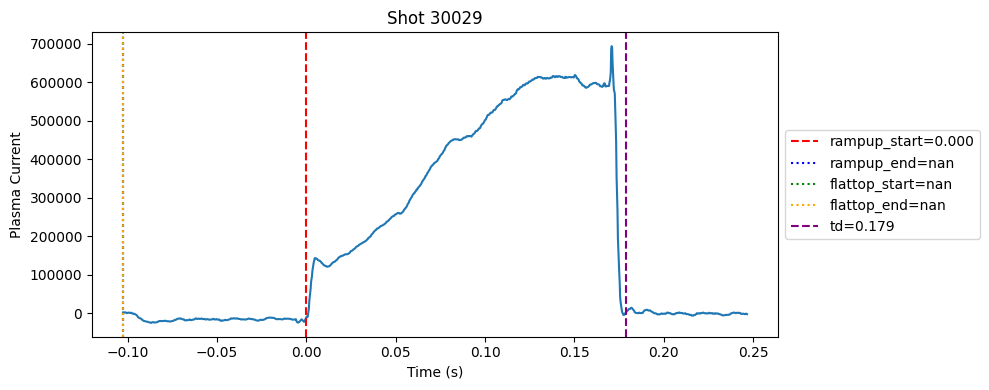 Shot 30029
Plasma Current
700000
600000
500000
400000
300000
200000
100000
0
−0.10
−0.05
0.00
0.05
0.10
0.15
0.20
0.25
Time (s)
rampup_start=0.000
rampup_end=nan
flattop_start=nan
flattop_end=nan
td=0.179